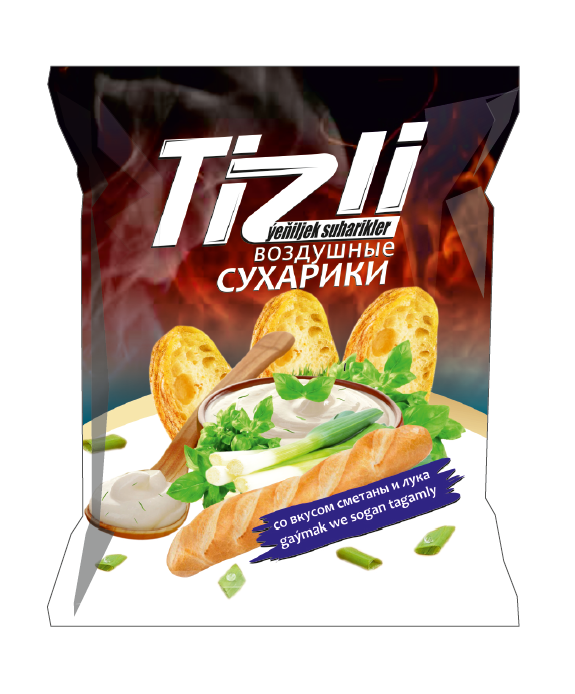 Tizli
ýeňiljek suharikler
воздушные
СУХАРИКИ
со вкусом сметаны и лука
gaýmak we sogan tagamly